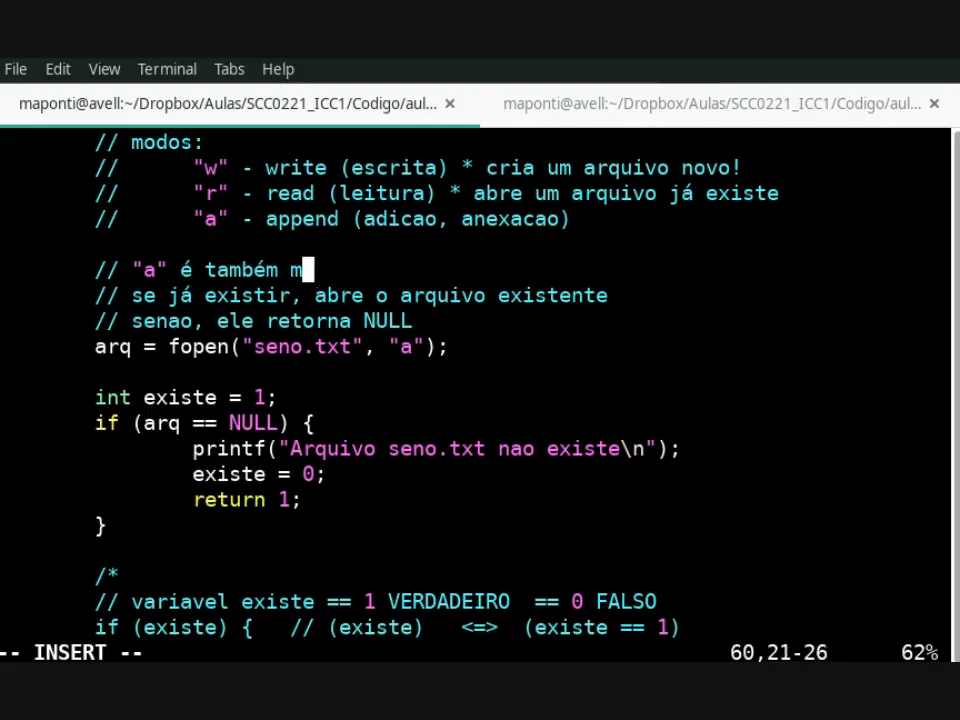 File Edit View Terminal Tabs Help
maponti@avell:~/Dropbox/Aulas/SCC0221_ICC1/Codigo/aul... × maponti@avell:~/Dropbox/Aulas/SCC0221_ICC1/Codigo/aul... ×
// modos:
// "w" - write (escrita) * cria um arquivo novo!
// "r" - read (leitura) * abre um arquivo já existe
// "a" - append (adicao, anexacao)
// "a" é também m
// se já existir, abre o arquivo existente
// senao, ele retorna NULL
arq = fopen("seno.txt", "a");
int existe = 1;
if (arq == NULL) {
printf("Arquivo seno.txt nao existe\n");
existe = 0;
return 1;
}
/*
// variavel existe == 1 VERDADEIRO == 0 FALSO
if (existe) { // (existe) <=> (existe == 1)
-- INSERT -- 60,21-26 62%